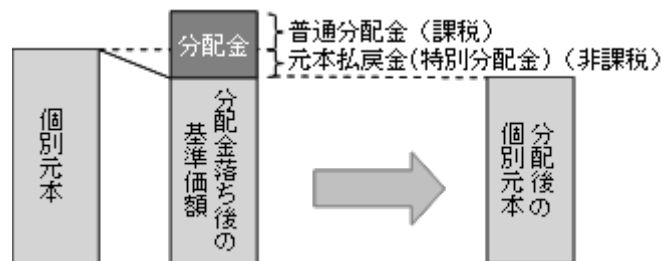 分配金
普通分配金（課税）
元本払戻金(特別分配金)（非課税）
個別元本
分配金落ち後の
基準価額
分配後の
個別元本